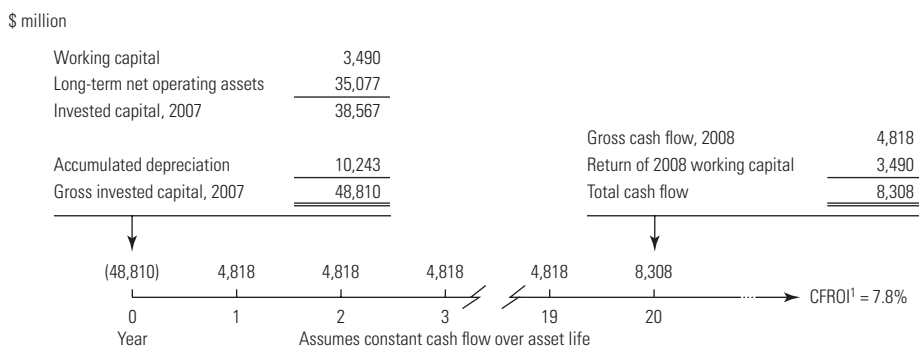 $ million
Working capital 3,490
Long-term net operating assets 35,077
Invested capital, 2007 38,567
Accumulated depreciation 10,243
Gross invested capital, 2007 48,810
Gross cash flow, 2008 4,818
Return of 2008 working capital 3,490
Total cash flow 8,308
(48,810) 4,818 4,818 4,818 4,818 8,308
CFROI¹ = 7.8%
0 1 2 3 19 20
Year Assumes constant cash flow over asset life